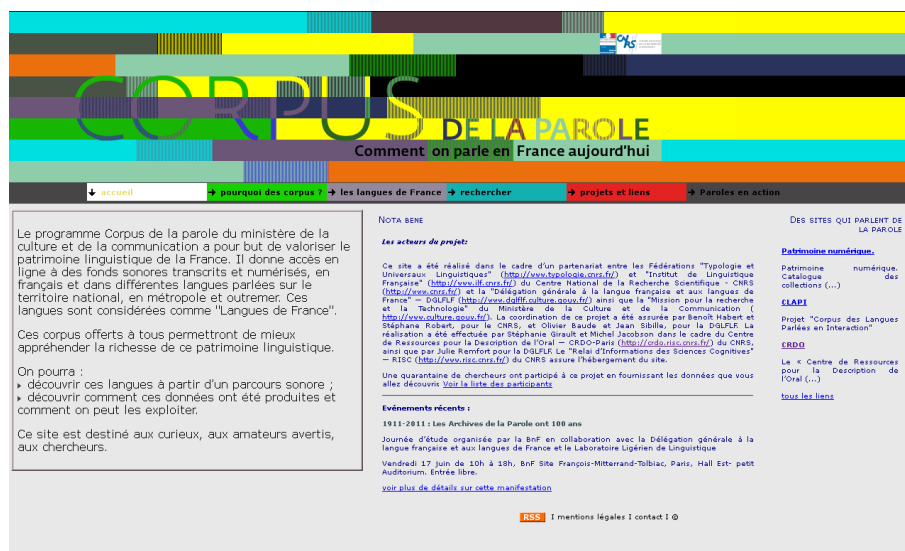 CNRS
CORPUS
DE LA PAROLE
Comment on parle en France aujourd'hui
accueil
pourquoi des corpus ?
les langues de France
rechercher
projets et liens
Paroles en action
Le programme Corpus de la parole du ministère de la
culture et de la communication a pour but de valoriser le
patrimoine linguistique de la France. Il donne accès en
ligne à des fonds sonores transcrits et numérisés, en
français et dans différentes langues parlées sur le
territoire national, en métropole et outremer. Ces
langues sont considérées comme "Langues de France".
Ces corpus offerts à tous permettront de mieux
appréhender la richesse de ce patrimoine linguistique.
On pourra :
découvrir ces langues à partir d'un parcours sonore ;
découvrir comment ces données ont été produites et
comment on peut les exploiter.
Ce site est destiné aux curieux, aux amateurs avertis,
aux chercheurs.
Nota bene
Les acteurs du projet:
Ce site a été réalisé dans le cadre d'un partenariat entre les Fédérations "Typologie et
Universaux Linguistiques" (http://www.typologie.cnrs.fr/) et "Institut de Linguistique
Française" (http://www.ilf.cnrs.fr/) du Centre National de la Recherche Scientifique - CNRS
(http://www.cnrs.fr/) et la "Délégation générale à la langue française et aux langues de
France" — DGLFLF (http://www.dglflf.culture.gouv.fr/) ainsi que la "Mission pour la recherche
et la Technologie" du Ministère de la Culture et de la Communication (
http://www.culture.gouv.fr/). La coordination de ce projet a été assurée par Benoît Habert et
Stéphane Robert, pour le CNRS, et Olivier Baude et Jean Sibille, pour la DGLFLF. La
réalisation a été effectuée par Stéphanie Girault et Michel Jacobson dans le cadre du Centre
de Ressources pour la Description de l'Oral — CRDO-Paris (http://crdo.risc.cnrs.fr/) du CNRS,
ainsi que par Julie Remfort pour la DGLFLF. Le "Relai d'Informations des Sciences Cognitives"
— RISC (http://www.risc.cnrs.fr/) du CNRS assure l'hébergement du site.
Une quarantaine de chercheurs ont participé à ce projet en fournissant les données que vous
allez découvris Voir la liste des participants
Evénements récents :
1911-2011 : Les Archives de la Parole ont 100 ans
Journée d'étude organisée par la BnF en collaboration avec la Délégation générale à la
langue française et aux langues de France et le Laboratoire Ligérien de Linguistique
Vendredi 17 juin de 10h à 18h, BnF Site François-Mitterrand-Tolbiac, Paris, Hall Est- petit
Auditorium. Entrée libre.
voir plus de détails sur cette manifestation
Des sites qui parlent de
la parole
Patrimoine numérique.
Patrimoine numérique.
Catalogue des
collections (...)
CLAPI
Projet "Corpus des Langues
Parlées en Interaction"
CRDO
Le « Centre de Ressources
pour la Description de
l'Oral (...)
tous les liens
RSS I mentions légales I contact I @